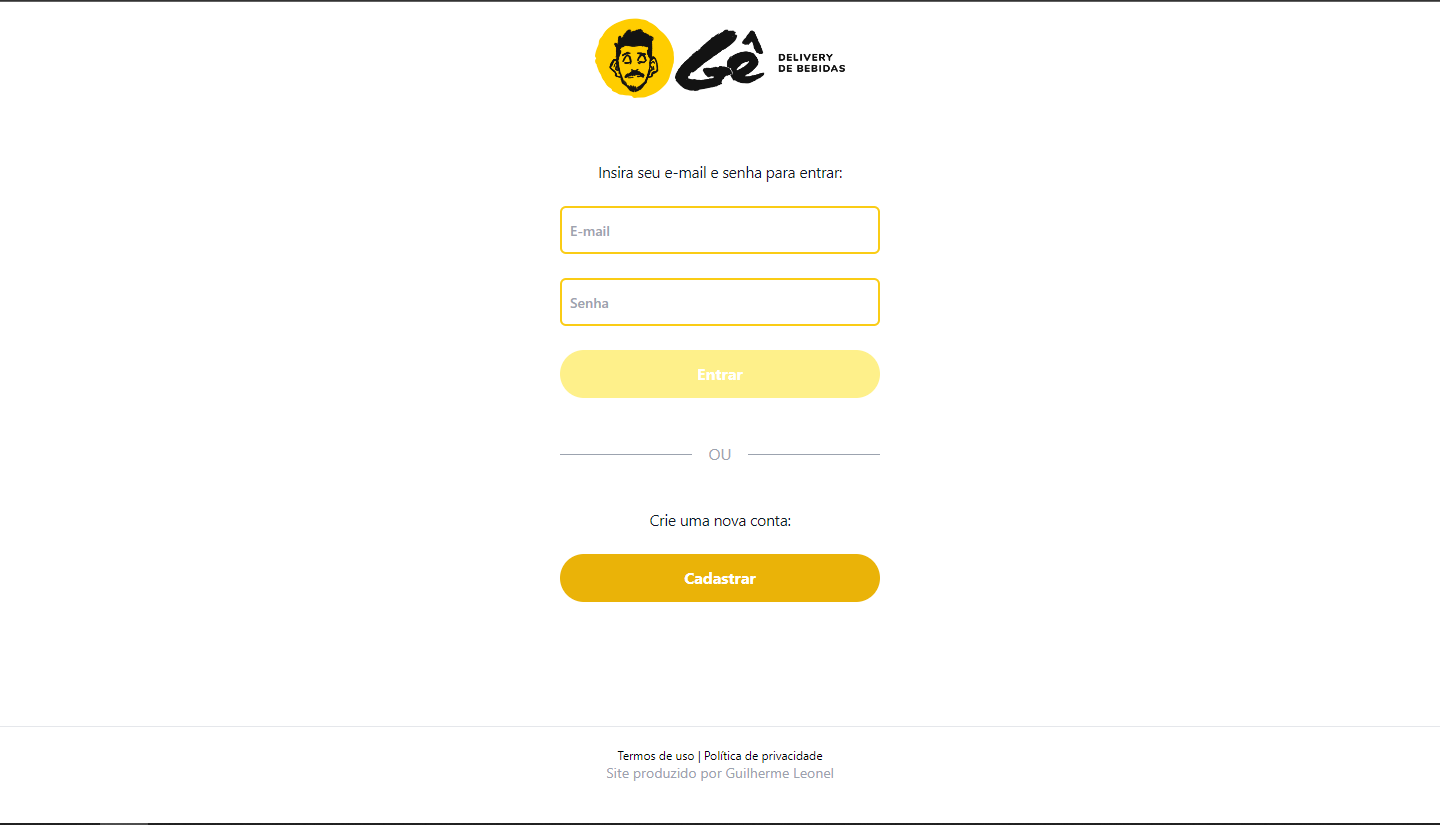 Gê
DELIVERY
DE BEBIDAS
Insira seu e-mail e senha para entrar:
E-mail
Senha
Entrar
OU
Crie uma nova conta:
Cadastrar
Termos de uso | Política de privacidade
Site produzido por Guilherme Leonel